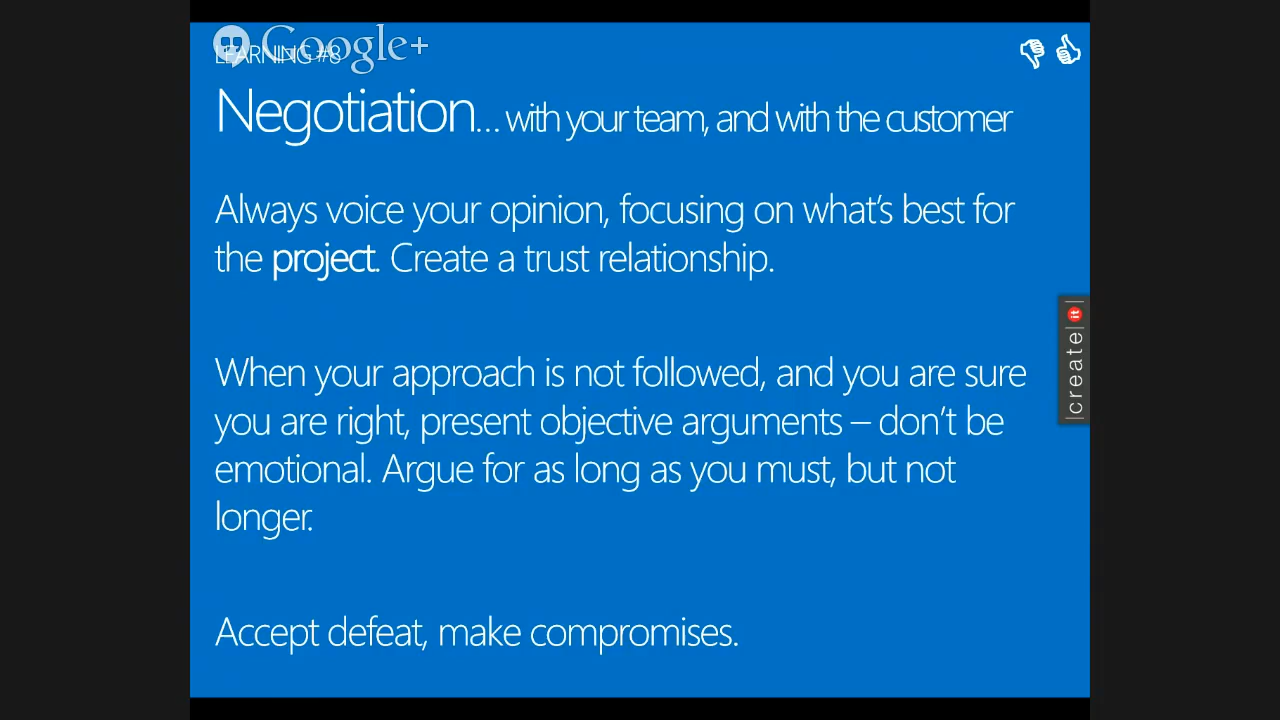 Google+
LEARNING #8
Negotiation... with your team, and with the customer
Always voice your opinion, focusing on what's best for
the project. Create a trust relationship.
When your approach is not followed, and you are sure
you are right, present objective arguments – don't be
emotional. Argue for as long as you must, but not
longer.
Accept defeat, make compromises.
|create|it|